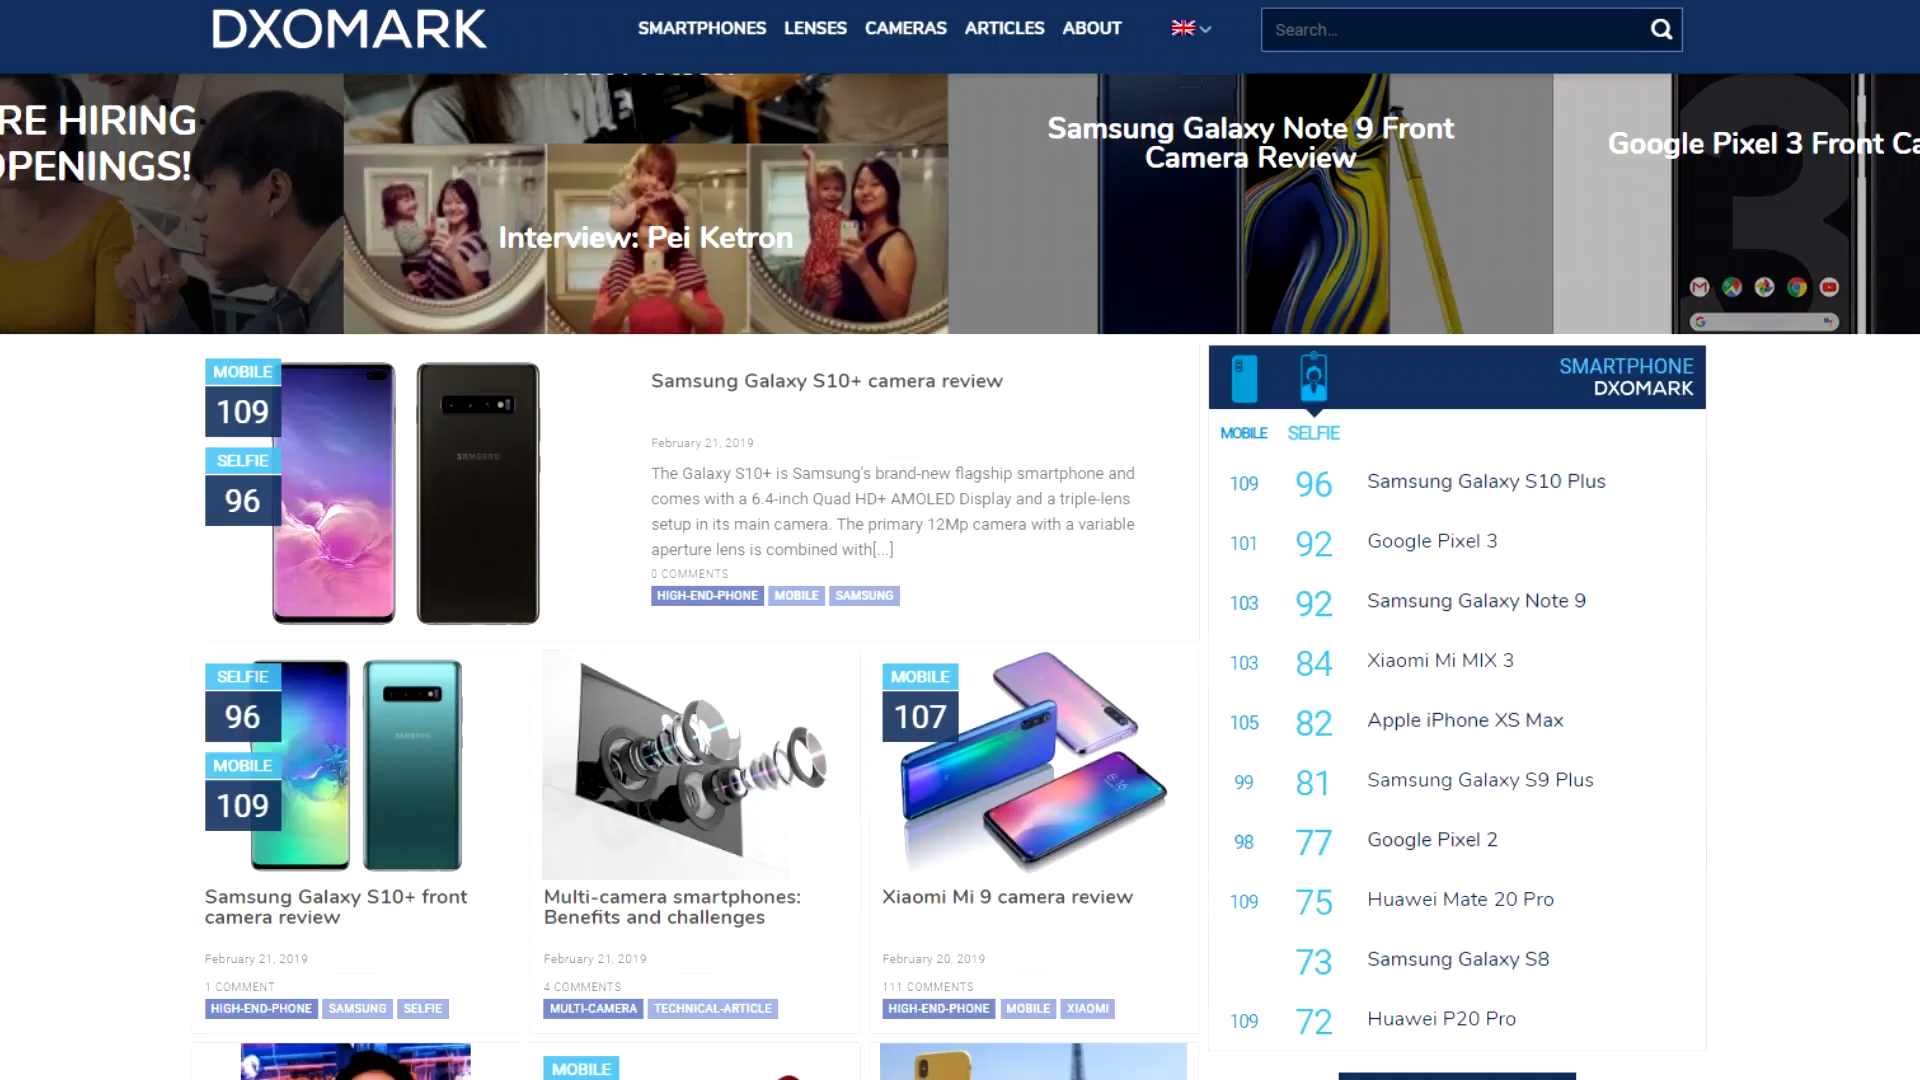 DXOMARK
SMARTPHONES LENSES CAMERAS ARTICLES ABOUT
Search...
RE HIRING
OPENINGS!
Interview: Pei Ketron
Samsung Galaxy Note 9 Front
Camera Review
Google Pixel 3 Front Ca
MOBILE
109
SELFIE
96
SAMSUNG
Samsung Galaxy S10+ camera review
February 21, 2019
The Galaxy S10+ is Samsung's brand-new flagship smartphone and
comes with a 6.4-inch Quad HD+ AMOLED Display and a triple-lens
setup in its main camera. The primary 12Mp camera with a variable
aperture lens is combined with[...]
0 COMMENTS
HIGH-END-PHONE MOBILE SAMSUNG
SELFIE
96
MOBILE
109
SAMSUNG
Samsung Galaxy S10+ front
camera review
February 21, 2019
1 COMMENT
HIGH-END-PHONE SAMSUNG SELFIE
Multi-camera smartphones:
Benefits and challenges
February 21, 2019
4 COMMENTS
MULTI-CAMERA TECHNICAL-ARTICLE
MOBILE
107
6:16
Xiaomi Mi 9 camera review
February 20, 2019
111 COMMENTS
HIGH-END-PHONE MOBILE XIAOMI
MOBILE
SMARTPHONE
DXOMARK
MOBILE SELFIE
109 96 Samsung Galaxy S10 Plus
101 92 Google Pixel 3
103 92 Samsung Galaxy Note 9
103 84 Xiaomi Mi MIX 3
105 82 Apple iPhone XS Max
99 81 Samsung Galaxy S9 Plus
98 77 Google Pixel 2
109 75 Huawei Mate 20 Pro
73 Samsung Galaxy S8
109 72 Huawei P20 Pro